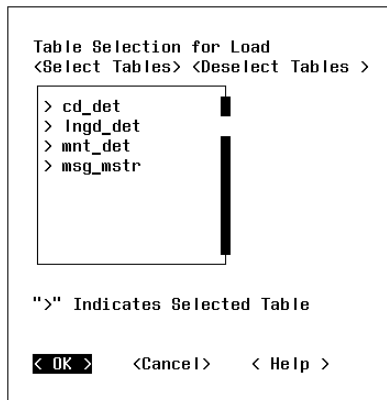 Table Selection for Load
<Select Tables> <Deselect Tables >
> cd_det
> lngd_det
> mnt_det
> msg_mstr
">" Indicates Selected Table
< OK > <Cancel> < Help >